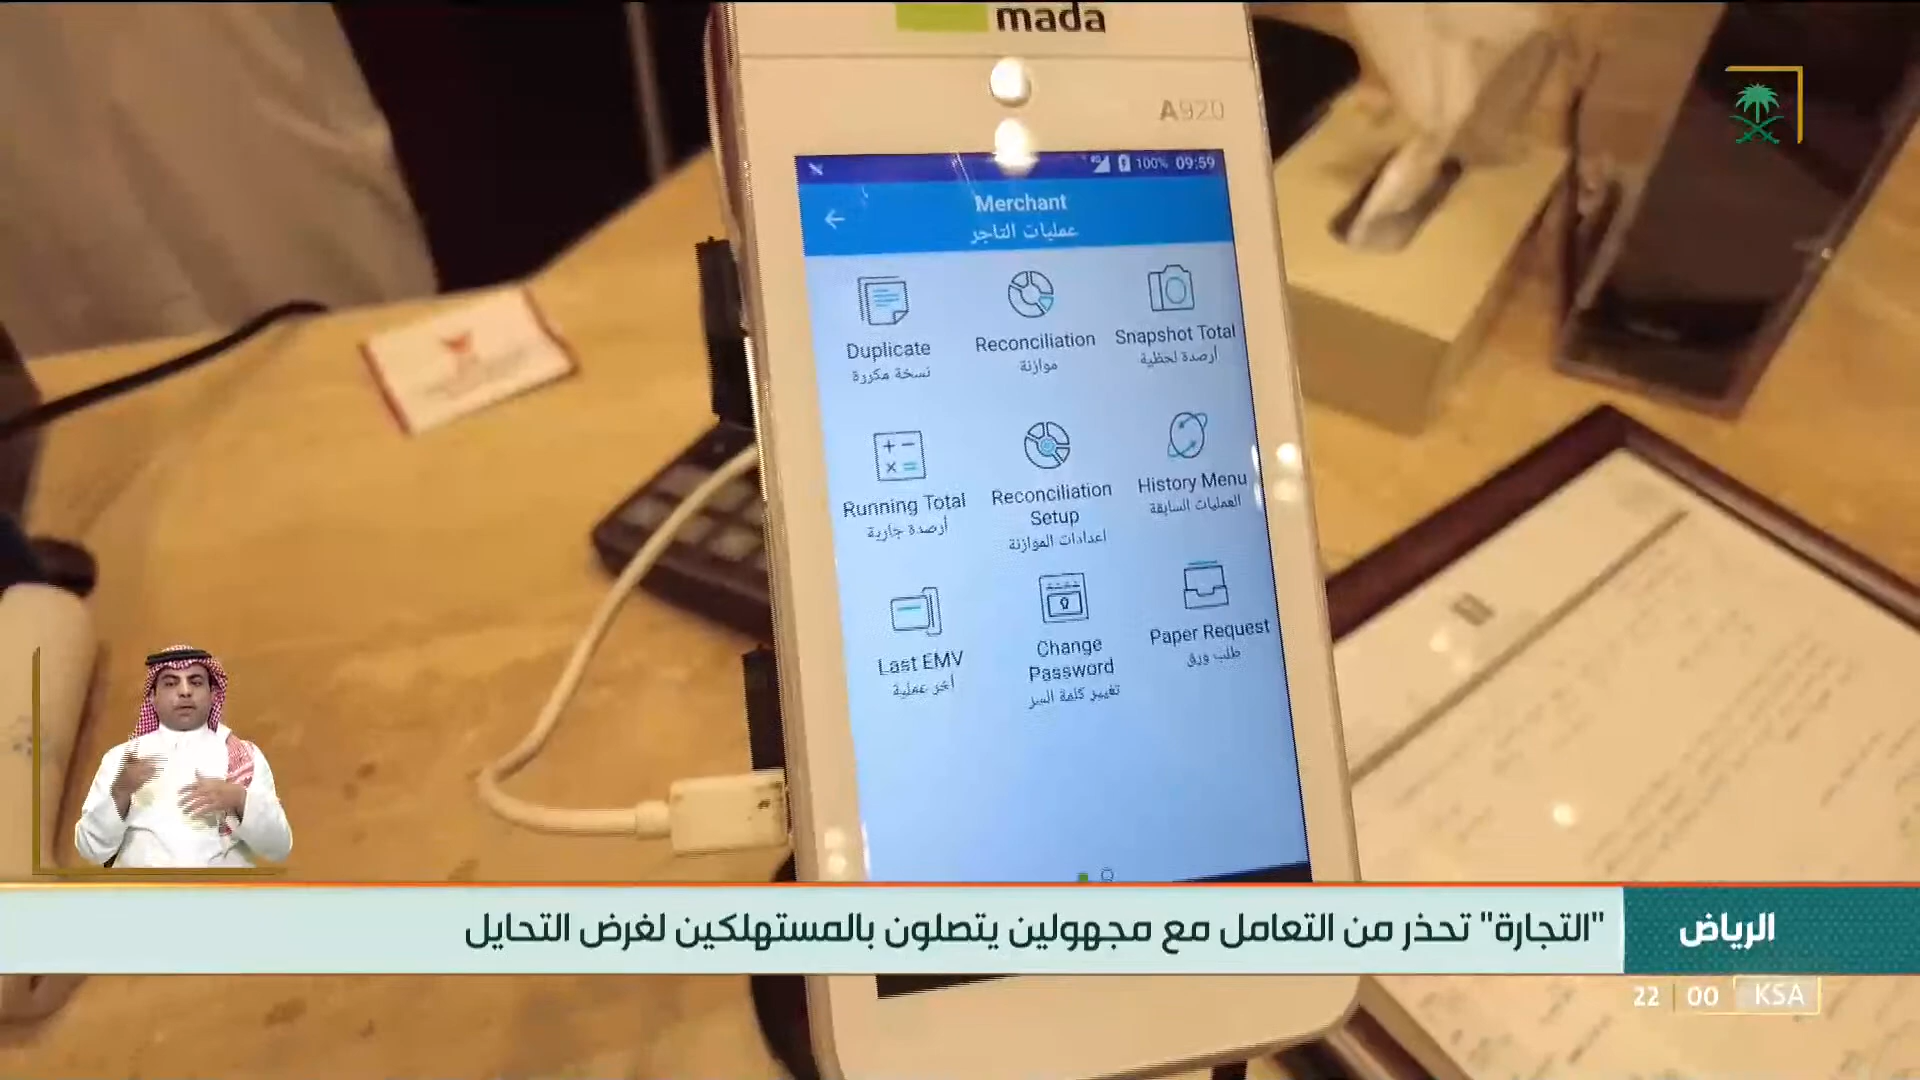 mada
A920
100% 09:59
Merchant
عمليات التاجر
Duplicate
نسخة مكررة
Reconciliation
موازنة
Snapshot Total
أرصدة لحظية
Running Total
أرصدة جارية
Reconciliation
Setup
اعدادات الموازنة
History Menu
العمليات السابقة
Last EMV
آخر عملية
Change
Password
تغيير كلمة السر
Paper Request
طلب ورق
الرياض
"التجارة" تحذر من التعامل مع مجهولين يتصلون بالمستهلكين لغرض التحايل
22 00 KSA